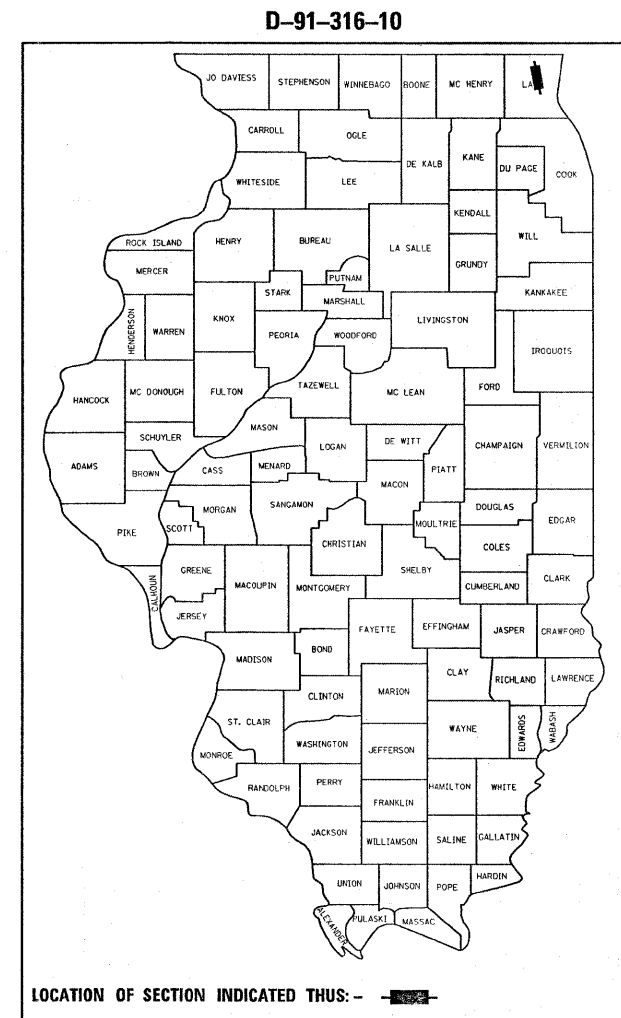 D-91-316-10
JO DAVIESS STEPHENSON WINNEBAGO BOONE MC HENRY LA
CARROLL OGLE
DE KALB KANE DU PAGE COOK
WHITESIDE LEE
KENDALL
ROCK ISLAND HENRY BUREAU LA SALLE WILL
MERCER PUTNAM GRUNDY
STARK MARSHALL KANKAKEE
HENDERSON WARREN KNOX PEORIA WOODFORD LIVINGSTON IROQUOIS
HANCOCK MC DONOUGH FULTON TAZEWELL MC LEAN FORD
MASON
SCHUYLER LOGAN DE WITT CHAMPAIGN VERMILION
ADAMS BROWN CASS MENARD MACON PIATT
MORGAN SANGAMON DOUGLAS
PIKE SCOTT CHRISTIAN MOULTRIE EDGAR
COLES
GREENE MACOUPIN MONTGOMERY SHELBY CUMBERLAND CLARK
CALHOUN JERSEY
FAYETTE EFFINGHAM JASPER CRAWFORD
MADISON BOND
CLAY RICHLAND LAWRENCE
CLINTON MARION
ST. CLAIR WAYNE EDWARDS WABASH
WASHINGTON JEFFERSON
MONROE
RANDOLPH PERRY HAMILTON WHITE
FRANKLIN
JACKSON WILLIAMSON SALINE GALLATIN
HARDIN
UNION JOHNSON POPE
ALEXANDER PULASKI MASSAC
LOCATION OF SECTION INDICATED THUS: -